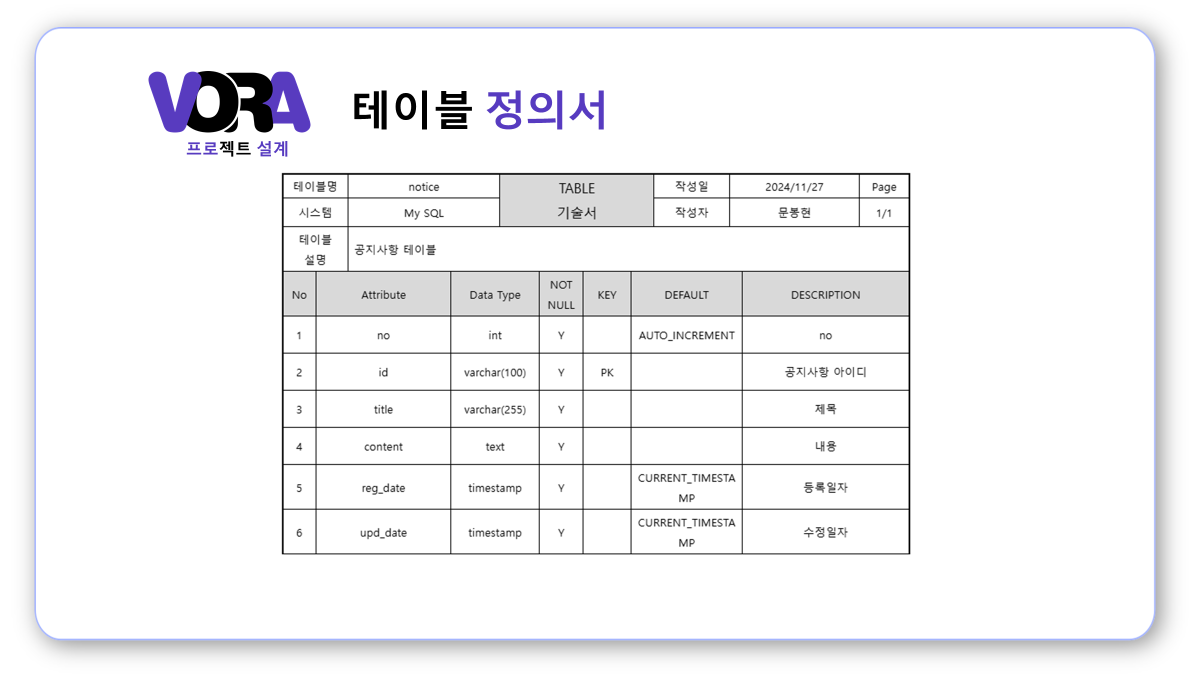 VORA
프로젝트 설계
테이블 정의서
테이블명 notice TABLE 기술서 작성일 2024/11/27 Page
시스템 My SQL 작성자 문봉현 1/1
테이블 설명 공지사항 테이블
No Attribute Data Type NOT NULL KEY DEFAULT DESCRIPTION
1 no int Y AUTO_INCREMENT no
2 id varchar(100) Y PK 공지사항 아이디
3 title varchar(255) Y 제목
4 content text Y 내용
5 reg_date timestamp Y CURRENT_TIMESTAMP 등록일자
6 upd_date timestamp Y CURRENT_TIMESTAMP 수정일자